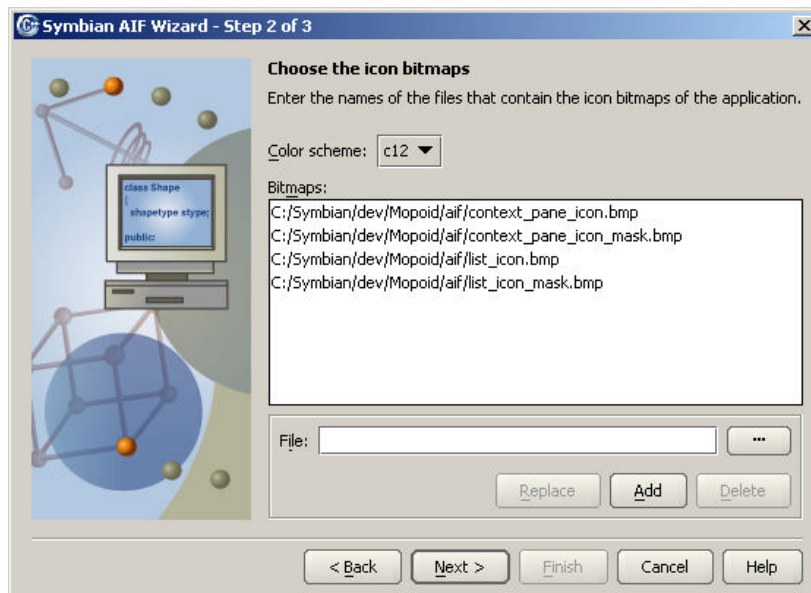 Symbian AIF Wizard - Step 2 of 3
Choose the icon bitmaps
Enter the names of the files that contain the icon bitmaps of the application.
Color scheme: c12
Bitmaps:
C:/Symbian/dev/Mopoid/aif/context_pane_icon.bmp
C:/Symbian/dev/Mopoid/aif/context_pane_icon_mask.bmp
C:/Symbian/dev/Mopoid/aif/list_icon.bmp
C:/Symbian/dev/Mopoid/aif/list_icon_mask.bmp
class Shape
{
shapetype stype;
public:
File: ...
Replace Add Delete
< Back Next > Finish Cancel Help